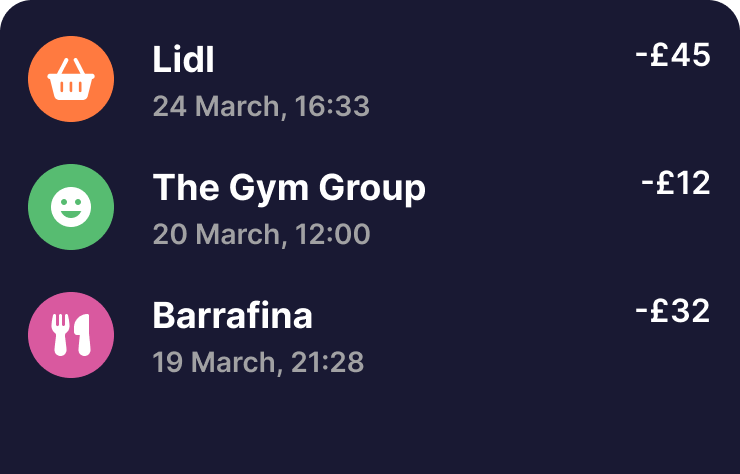 Lidl
-£45
24 March, 16:33
The Gym Group
-£12
20 March, 12:00
Barrafina
-£32
19 March, 21:28